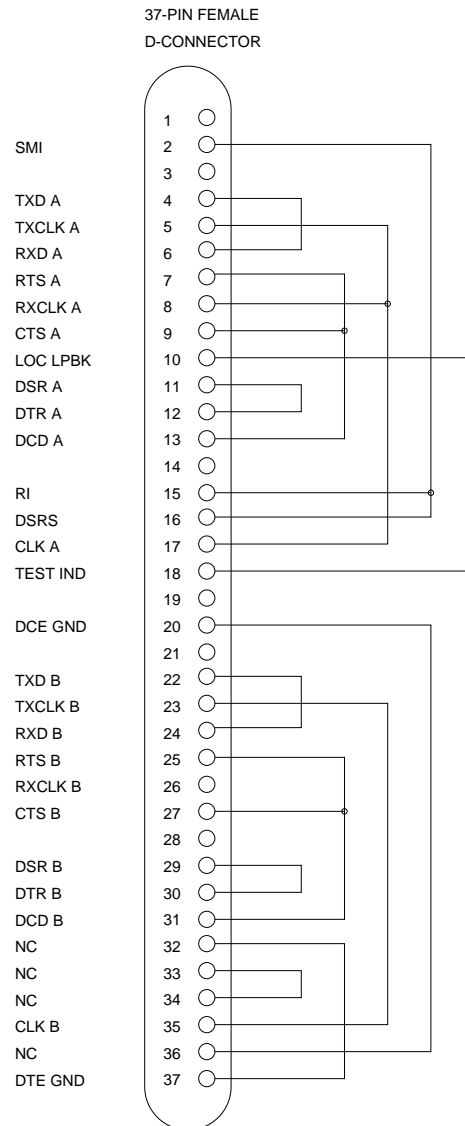 37-PIN FEMALE
D-CONNECTOR
1
SMI 2
3
TXD A 4
TXCLK A 5
RXD A 6
RTS A 7
RXCLK A 8
CTS A 9
LOC LPBK 10
DSR A 11
DTR A 12
DCD A 13
14
RI 15
DSRS 16
CLK A 17
TEST IND 18
19
DCE GND 20
21
TXD B 22
TXCLK B 23
RXD B 24
RTS B 25
RXCLK B 26
CTS B 27
28
DSR B 29
DTR B 30
DCD B 31
NC 32
NC 33
NC 34
CLK B 35
NC 36
DTE GND 37